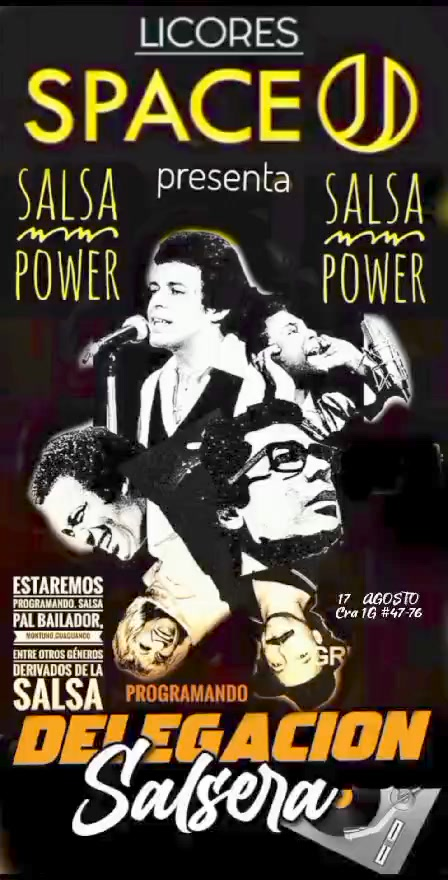 LICORES
SPACE
presenta
SALSA
POWER
SALSA
POWER
17 AGOSTO
Cra 1G #47-76
ESTAREMOS
PROGRAMANDO, SALSA
PAL BAILADOR,
MONTUNO,GUAGUANCO
ENTRE OTROS GÉNEROS
DERIVADOS DE LA
SALSA
PROGRAMANDO
DELEGACION
Salsera